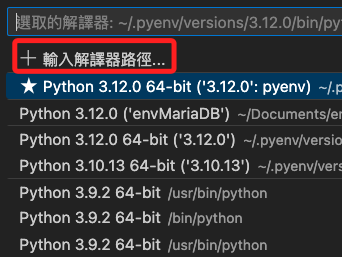 選取的解譯器: ~/.pyenv/versions/3.12.0/bin/py
+ 輸入解譯器路徑...
★ Python 3.12.0 64-bit ('3.12.0': pyenv) ~/.p
Python 3.12.0 ('envMariaDB') ~/Documents/e
Python 3.12.0 64-bit ('3.12.0') ~/.pyenv/versio
Python 3.10.13 64-bit ('3.10.13') ~/.pyenv/vers
Python 3.9.2 64-bit /usr/bin/python
Python 3.9.2 64-bit /bin/python
Python 3.9.2 64-bit /usr/bin/python